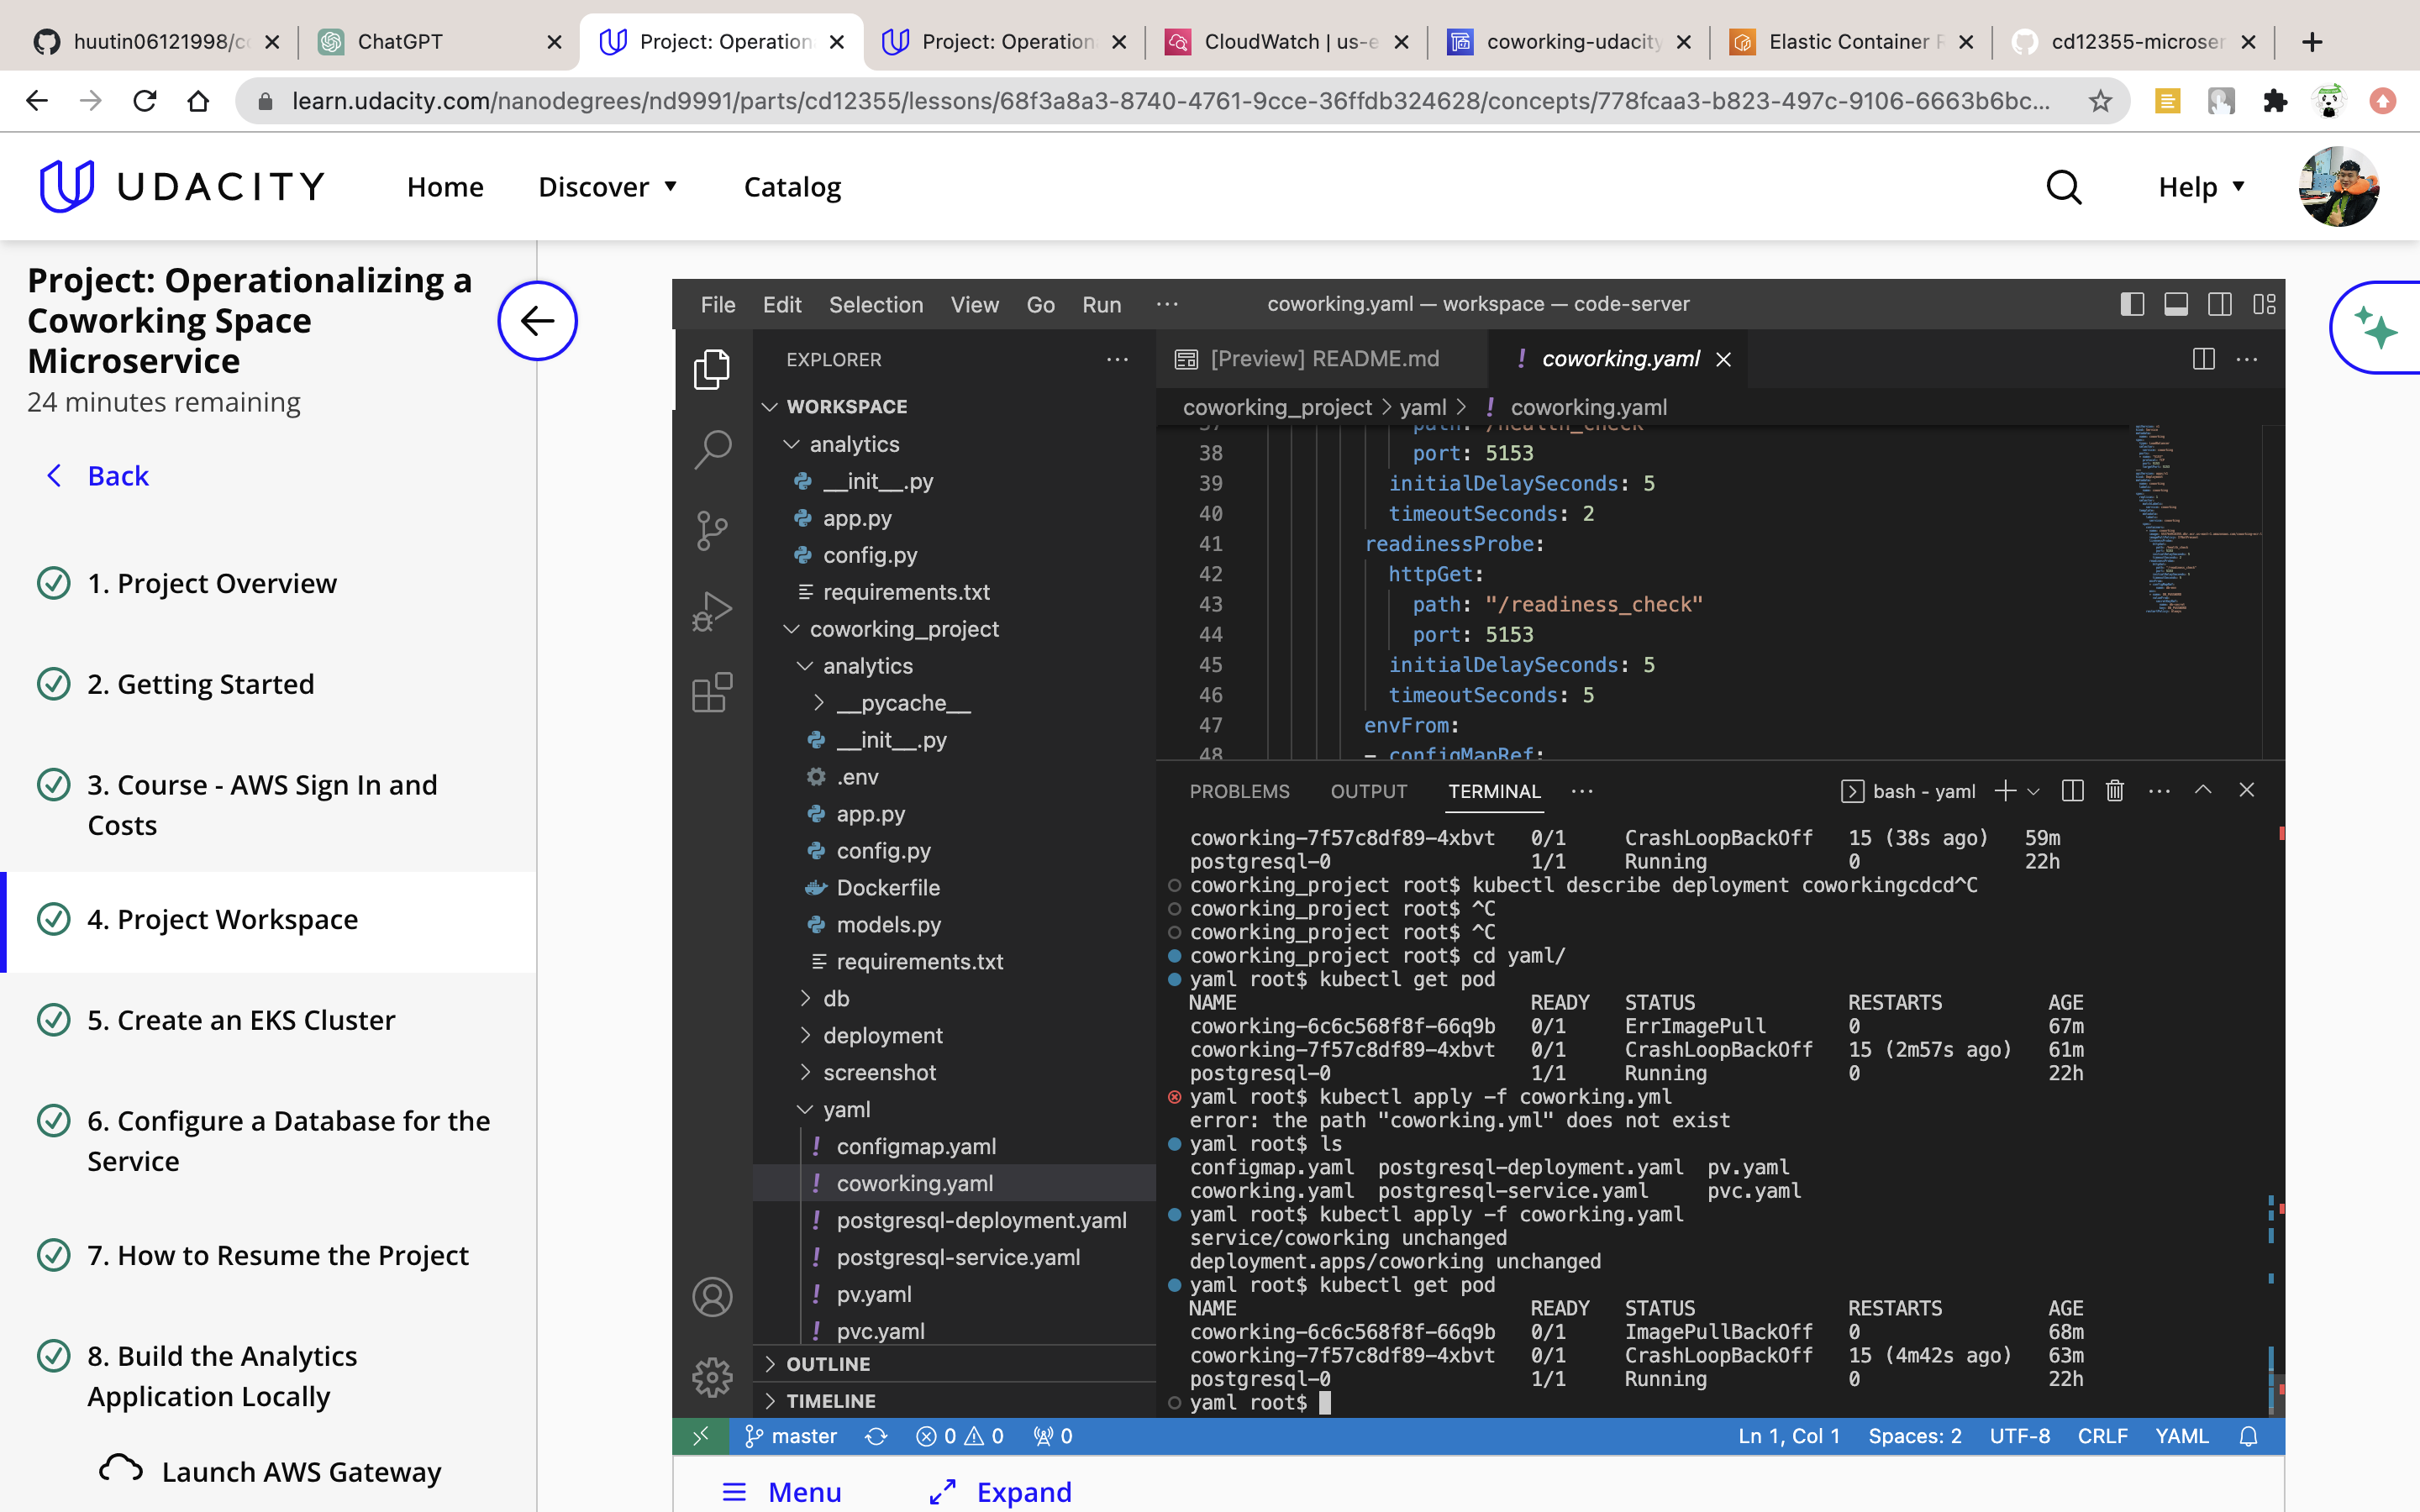 huutin06121998/c
ChatGPT
Project: Operation
Project: Operation
CloudWatch | us-e
coworking-udacity
Elastic Container R
cd12355-microser
learn.udacity.com/nanodegrees/nd9991/parts/cd12355/lessons/68f3a8a3-8740-4761-9cce-36ffdb324628/concepts/778fcaa3-b823-497c-9106-6663b6bc...
UDACITY
Home
Discover
Catalog
Help
Project: Operationalizing a
Coworking Space
Microservice
24 minutes remaining
Back
1. Project Overview
2. Getting Started
3. Course - AWS Sign In and
Costs
4. Project Workspace
5. Create an EKS Cluster
6. Configure a Database for the
Service
7. How to Resume the Project
8. Build the Analytics
Application Locally
Launch AWS Gateway
File Edit Selection View Go Run ···
coworking.yaml — workspace — code-server
EXPLORER
WORKSPACE
analytics
__init__.py
app.py
config.py
requirements.txt
coworking_project
analytics
__pycache__
__init__.py
.env
app.py
config.py
Dockerfile
models.py
requirements.txt
db
deployment
screenshot
yaml
configmap.yaml
coworking.yaml
postgresql-deployment.yaml
postgresql-service.yaml
pv.yaml
pvc.yaml
OUTLINE
TIMELINE
[Preview] README.md
! coworking.yaml
coworking_project > yaml > ! coworking.yaml
37 path: "/health_check"
38 port: 5153
39 initialDelaySeconds: 5
40 timeoutSeconds: 2
41 readinessProbe:
42 httpGet:
43 path: "/readiness_check"
44 port: 5153
45 initialDelaySeconds: 5
46 timeoutSeconds: 5
47 envFrom:
48 - configMapRef:
PROBLEMS OUTPUT TERMINAL ···
bash - yaml
coworking-7f57c8df89-4xbvt 0/1 CrashLoopBackOff 15 (38s ago) 59m
postgresql-0 1/1 Running 0 22h
coworking_project root$ kubectl describe deployment coworkingcdcd^C
coworking_project root$ ^C
coworking_project root$ ^C
coworking_project root$ cd yaml/
yaml root$ kubectl get pod
NAME READY STATUS RESTARTS AGE
coworking-6c6c568f8f-66q9b 0/1 ErrImagePull 0 67m
coworking-7f57c8df89-4xbvt 0/1 CrashLoopBackOff 15 (2m57s ago) 61m
postgresql-0 1/1 Running 0 22h
yaml root$ kubectl apply -f coworking.yml
error: the path "coworking.yml" does not exist
yaml root$ ls
configmap.yaml postgresql-deployment.yaml pv.yaml
coworking.yaml postgresql-service.yaml pvc.yaml
yaml root$ kubectl apply -f coworking.yaml
service/coworking unchanged
deployment.apps/coworking unchanged
yaml root$ kubectl get pod
NAME READY STATUS RESTARTS AGE
coworking-6c6c568f8f-66q9b 0/1 ImagePullBackOff 0 68m
coworking-7f57c8df89-4xbvt 0/1 CrashLoopBackOff 15 (4m42s ago) 63m
postgresql-0 1/1 Running 0 22h
yaml root$
master
0 0
0
Ln 1, Col 1
Spaces: 2
UTF-8
CRLF
YAML
Menu
Expand